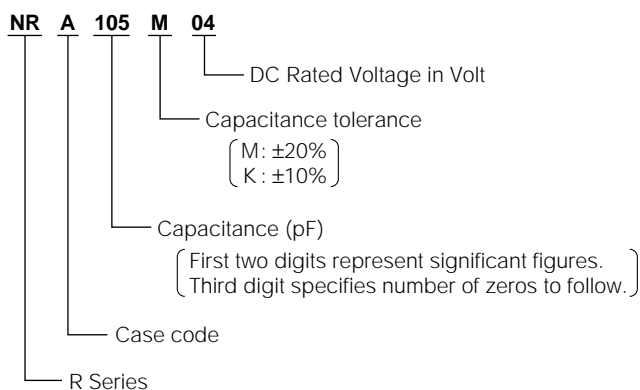 NR A 105 M 04
DC Rated Voltage in Volt
Capacitance tolerance
M: ±20%
K : ±10%
Capacitance (pF)
First two digits represent significant figures.
Third digit specifies number of zeros to follow.
Case code
R Series